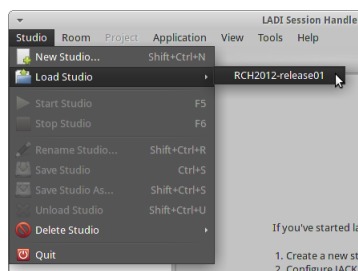 LADI Session Handle
Studio Room Project Application View Tools Help
New Studio... Shift+Ctrl+N
Load Studio
RCH2012-release01
Start Studio F5
Stop Studio F6
Rename Studio... Shift+Ctrl+R
Save Studio Ctrl+S
Save Studio As... Shift+Ctrl+S
Unload Studio Shift+Ctrl+U
If you've started la
Delete Studio
1. Create a new st
Quit
2. Configure JACK